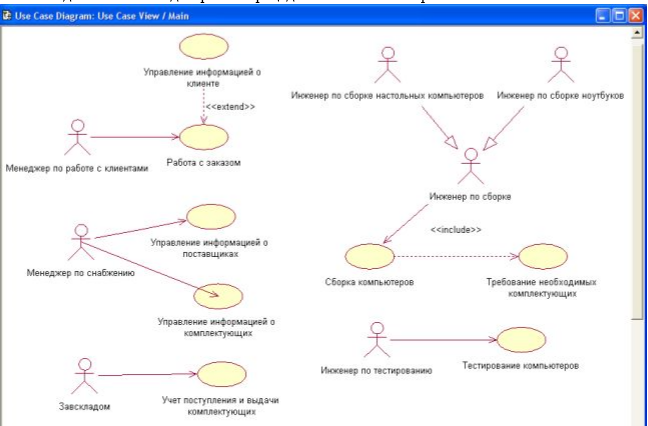 Use Case Diagram: Use Case View / Main
Управление информацией о
клиенте
<<extend>>
Менеджер по работе с клиентами
Работа с заказом
Инженер по сборке настольных компьютеров
Инженер по сборке ноутбуков
Инженер по сборке
<<include>>
Сборка компьютеров
Требование необходимых
комплектующих
Менеджер по снабжению
Управление информацией о
поставщиках
Управление информацией о
комплектующих
Инженер по тестированию
Тестирование компьютеров
Завскладом
Учет поступления и выдачи
комплектующих